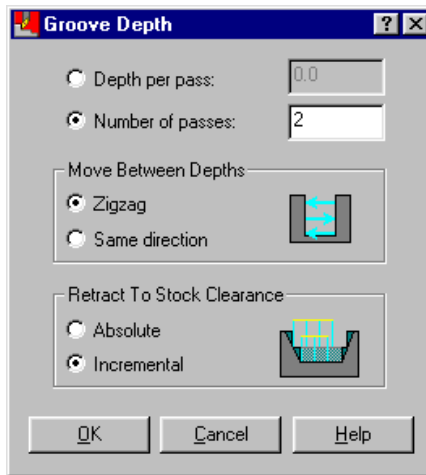 Groove Depth
Depth per pass: 0.0
Number of passes: 2
Move Between Depths
Zigzag
Same direction
Retract To Stock Clearance
Absolute
Incremental
OK Cancel Help